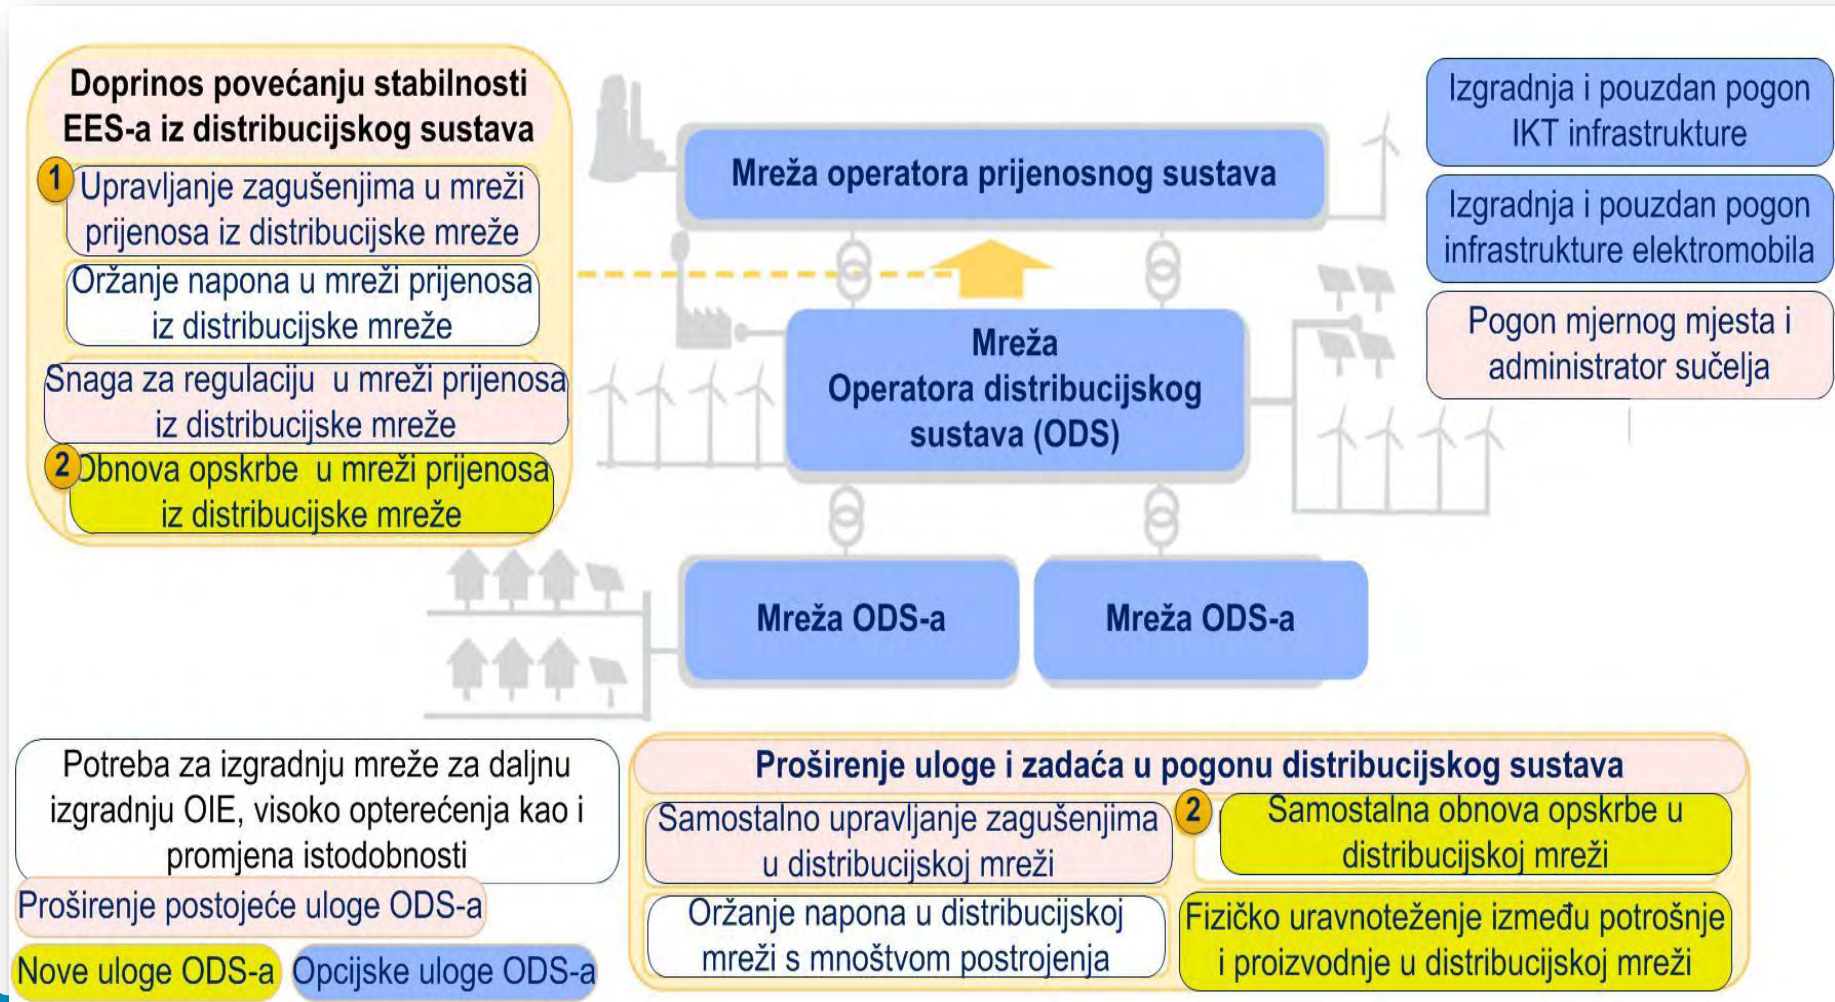 Doprinos povećanju stabilnosti
EES-a iz distribucijskog sustava
1
Upravljanje zagušenjima u mreži
prijenosa iz distribucijske mreže
Oržanje napona u mreži prijenosa
iz distribucijske mreže
Snaga za regulaciju u mreži prijenosa
iz distribucijske mreže
2
Obnova opskrbe u mreži prijenosa
iz distribucijske mreže
Mreža operatora prijenosnog sustava
Mreža
Operatora distribucijskog
sustava (ODS)
Mreža ODS-a
Mreža ODS-a
Izgradnja i pouzdan pogon
IKT infrastrukture
Izgradnja i pouzdan pogon
infrastrukture elektromobila
Pogon mjernog mjesta i
administrator sučelja
Potreba za izgradnju mreže za daljnu
izgradnju OIE, visoko opterećenja kao i
promjena istodobnosti
Proširenje postojeće uloge ODS-a
Nove uloge ODS-a
Opcijske uloge ODS-a
Proširenje uloge i zadaća u pogonu distribucijskog sustava
Samostalno upravljanje zagušenjima
u distribucijskoj mreži
2
Samostalna obnova opskrbe u
distribucijskoj mreži
Oržanje napona u distribucijskoj
mreži s mnoštvom postrojenja
Fizičko uravnoteženje između potrošnje
i proizvodnje u distribucijskoj mreži